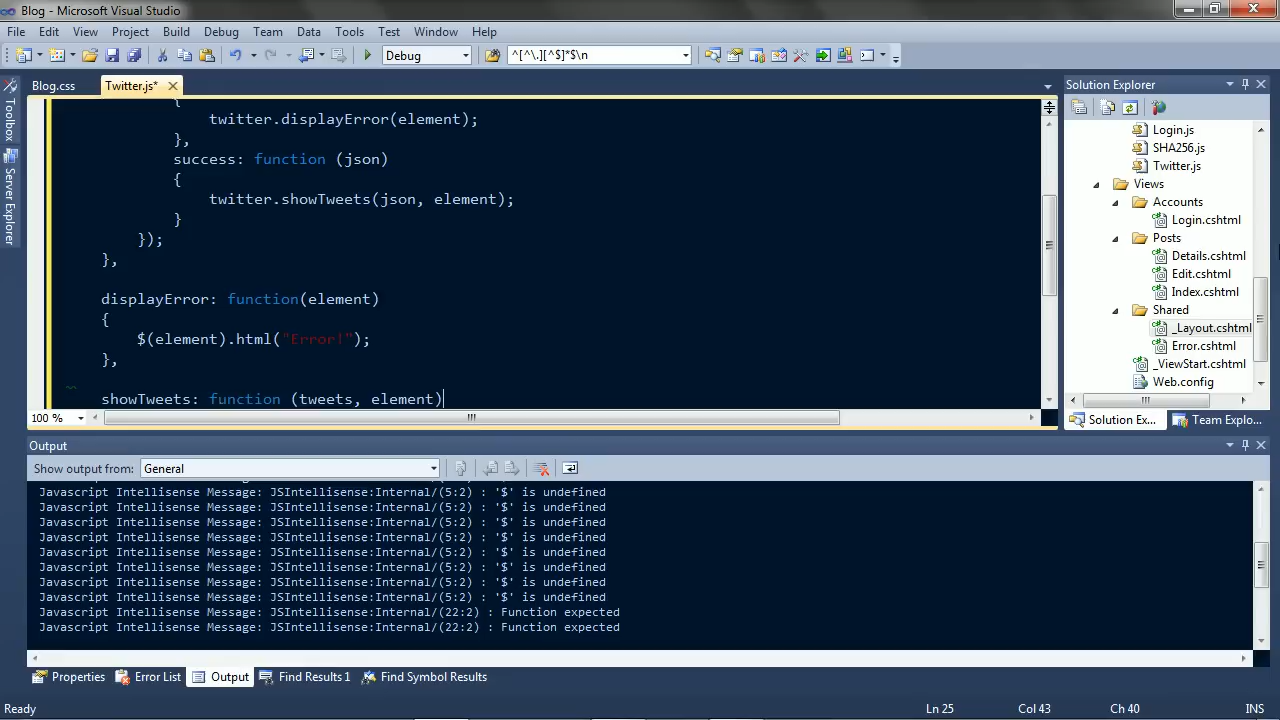 Blog - Microsoft Visual Studio
File Edit View Project Build Debug Team Data Tools Test Window Help
Debug ^[^\.][^$]*$\n
Blog.css Twitter.js*
Toolbox
Server Explorer
{
twitter.displayError(element);
},
success: function (json)
{
twitter.showTweets(json, element);
}
});
},
displayError: function(element)
{
$(element).html("Error!");
},
showTweets: function (tweets, element)
100 %
Solution Explorer
Login.js
SHA256.js
Twitter.js
Views
Accounts
Login.cshtml
Posts
Details.cshtml
Edit.cshtml
Index.cshtml
Shared
_Layout.cshtml
Error.cshtml
_ViewStart.cshtml
Web.config
Solution Ex... Team Explo...
Output
Show output from: General
Javascript Intellisense Message: JSIntellisense:Internal/(5:2) : '$' is undefined
Javascript Intellisense Message: JSIntellisense:Internal/(5:2) : '$' is undefined
Javascript Intellisense Message: JSIntellisense:Internal/(5:2) : '$' is undefined
Javascript Intellisense Message: JSIntellisense:Internal/(5:2) : '$' is undefined
Javascript Intellisense Message: JSIntellisense:Internal/(5:2) : '$' is undefined
Javascript Intellisense Message: JSIntellisense:Internal/(5:2) : '$' is undefined
Javascript Intellisense Message: JSIntellisense:Internal/(5:2) : '$' is undefined
Javascript Intellisense Message: JSIntellisense:Internal/(5:2) : '$' is undefined
Javascript Intellisense Message: JSIntellisense:Internal/(22:2) : Function expected
Javascript Intellisense Message: JSIntellisense:Internal/(22:2) : Function expected
Properties Error List Output Find Results 1 Find Symbol Results
Ready Ln 25 Col 43 Ch 40 INS